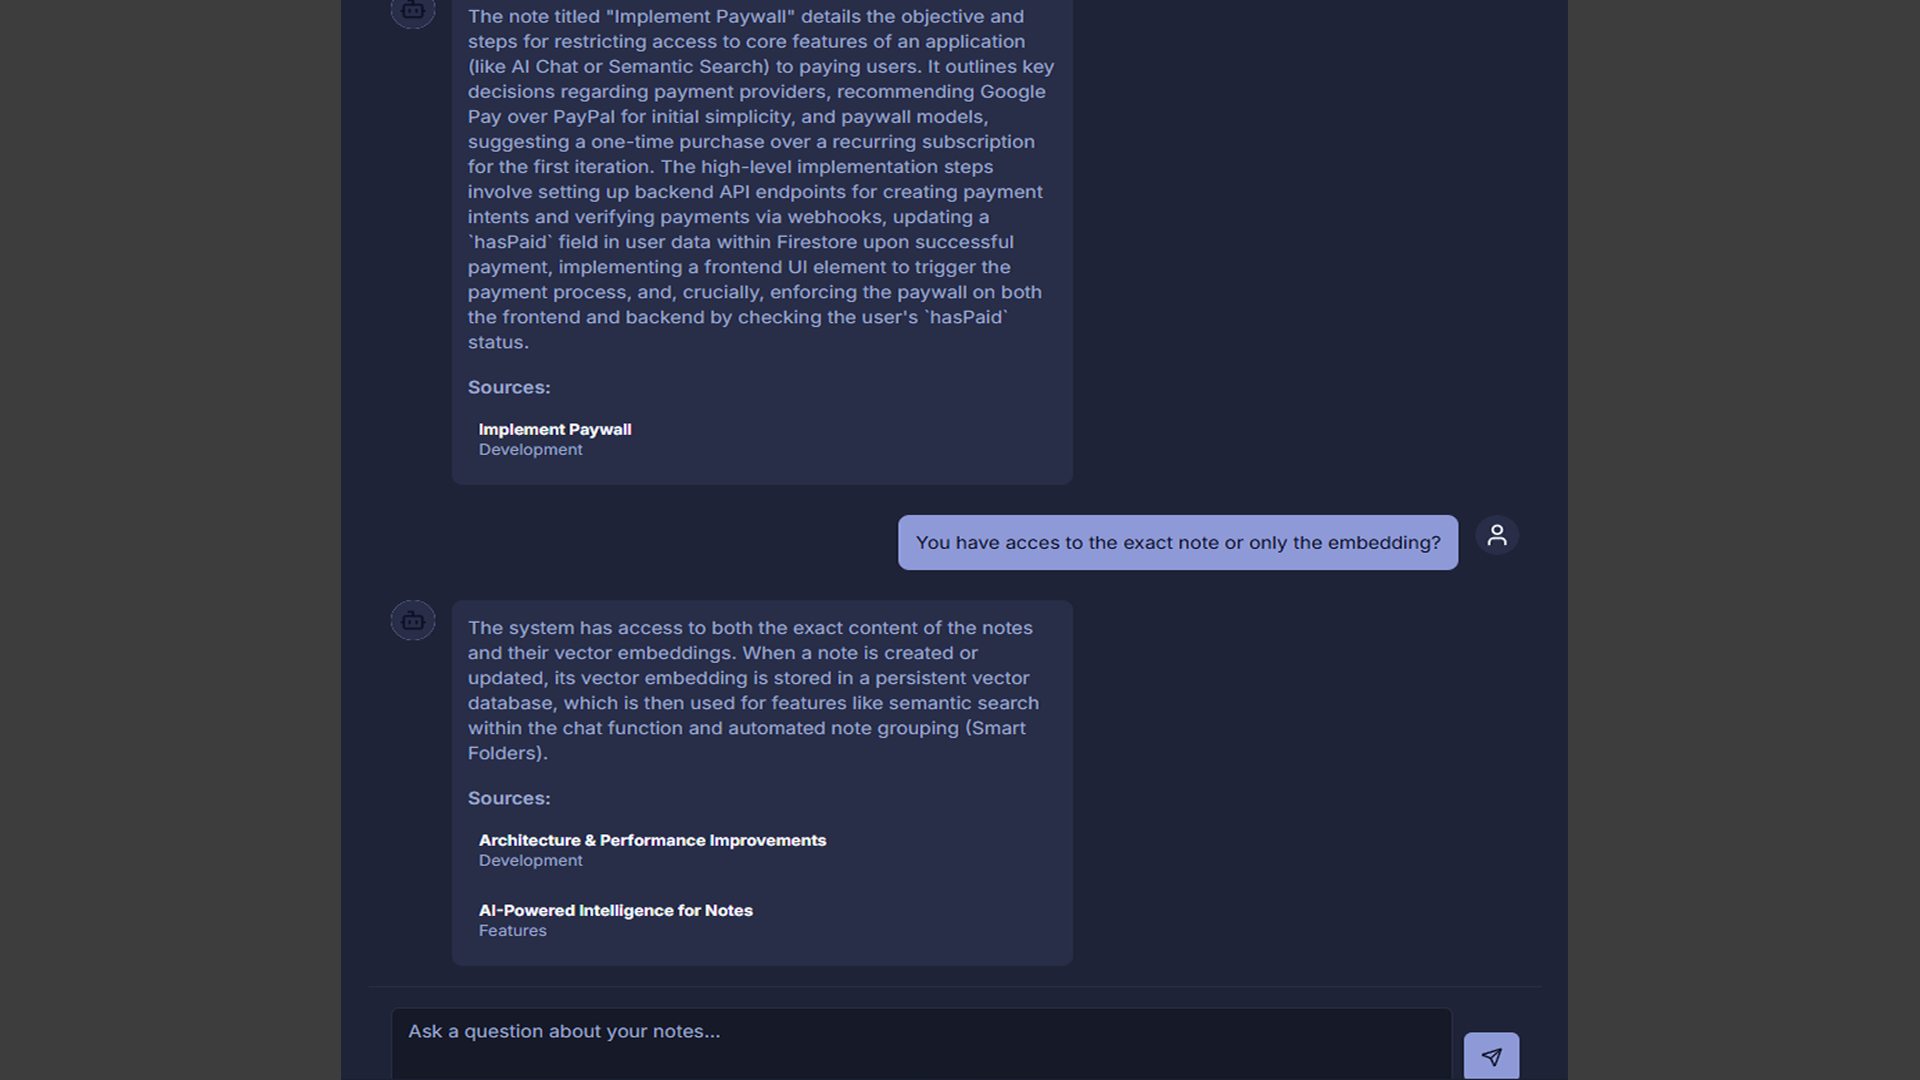 The note titled "Implement Paywall" details the objective and
steps for restricting access to core features of an application
(like AI Chat or Semantic Search) to paying users. It outlines key
decisions regarding payment providers, recommending Google
Pay over PayPal for initial simplicity, and paywall models,
suggesting a one-time purchase over a recurring subscription
for the first iteration. The high-level implementation steps
involve setting up backend API endpoints for creating payment
intents and verifying payments via webhooks, updating a
`hasPaid` field in user data within Firestore upon successful
payment, implementing a frontend UI element to trigger the
payment process, and, crucially, enforcing the paywall on both
the frontend and backend by checking the user's `hasPaid`
status.
Sources:
Implement Paywall
Development
You have acces to the exact note or only the embedding?
The system has access to both the exact content of the notes
and their vector embeddings. When a note is created or
updated, its vector embedding is stored in a persistent vector
database, which is then used for features like semantic search
within the chat function and automated note grouping (Smart
Folders).
Sources:
Architecture & Performance Improvements
Development
AI-Powered Intelligence for Notes
Features
Ask a question about your notes...